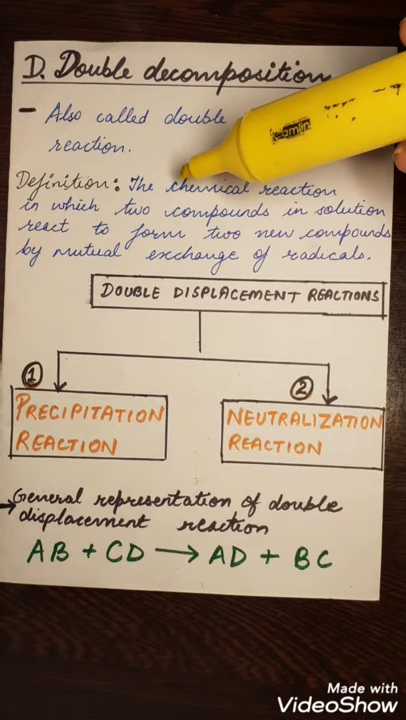 D. Double decomposition
- Also called double
reaction.
Definition: The chemical reaction
in which two compounds in solution
react to form two new compounds
by mutual exchange of radicals.
DOUBLE DISPLACEMENT REACTIONS
1
PRECIPITATION
REACTION
2
NEUTRALIZATION
REACTION
→General representation of double
displacement reaction
AB + CD → AD + BC
camlin
Made with
VideoShow